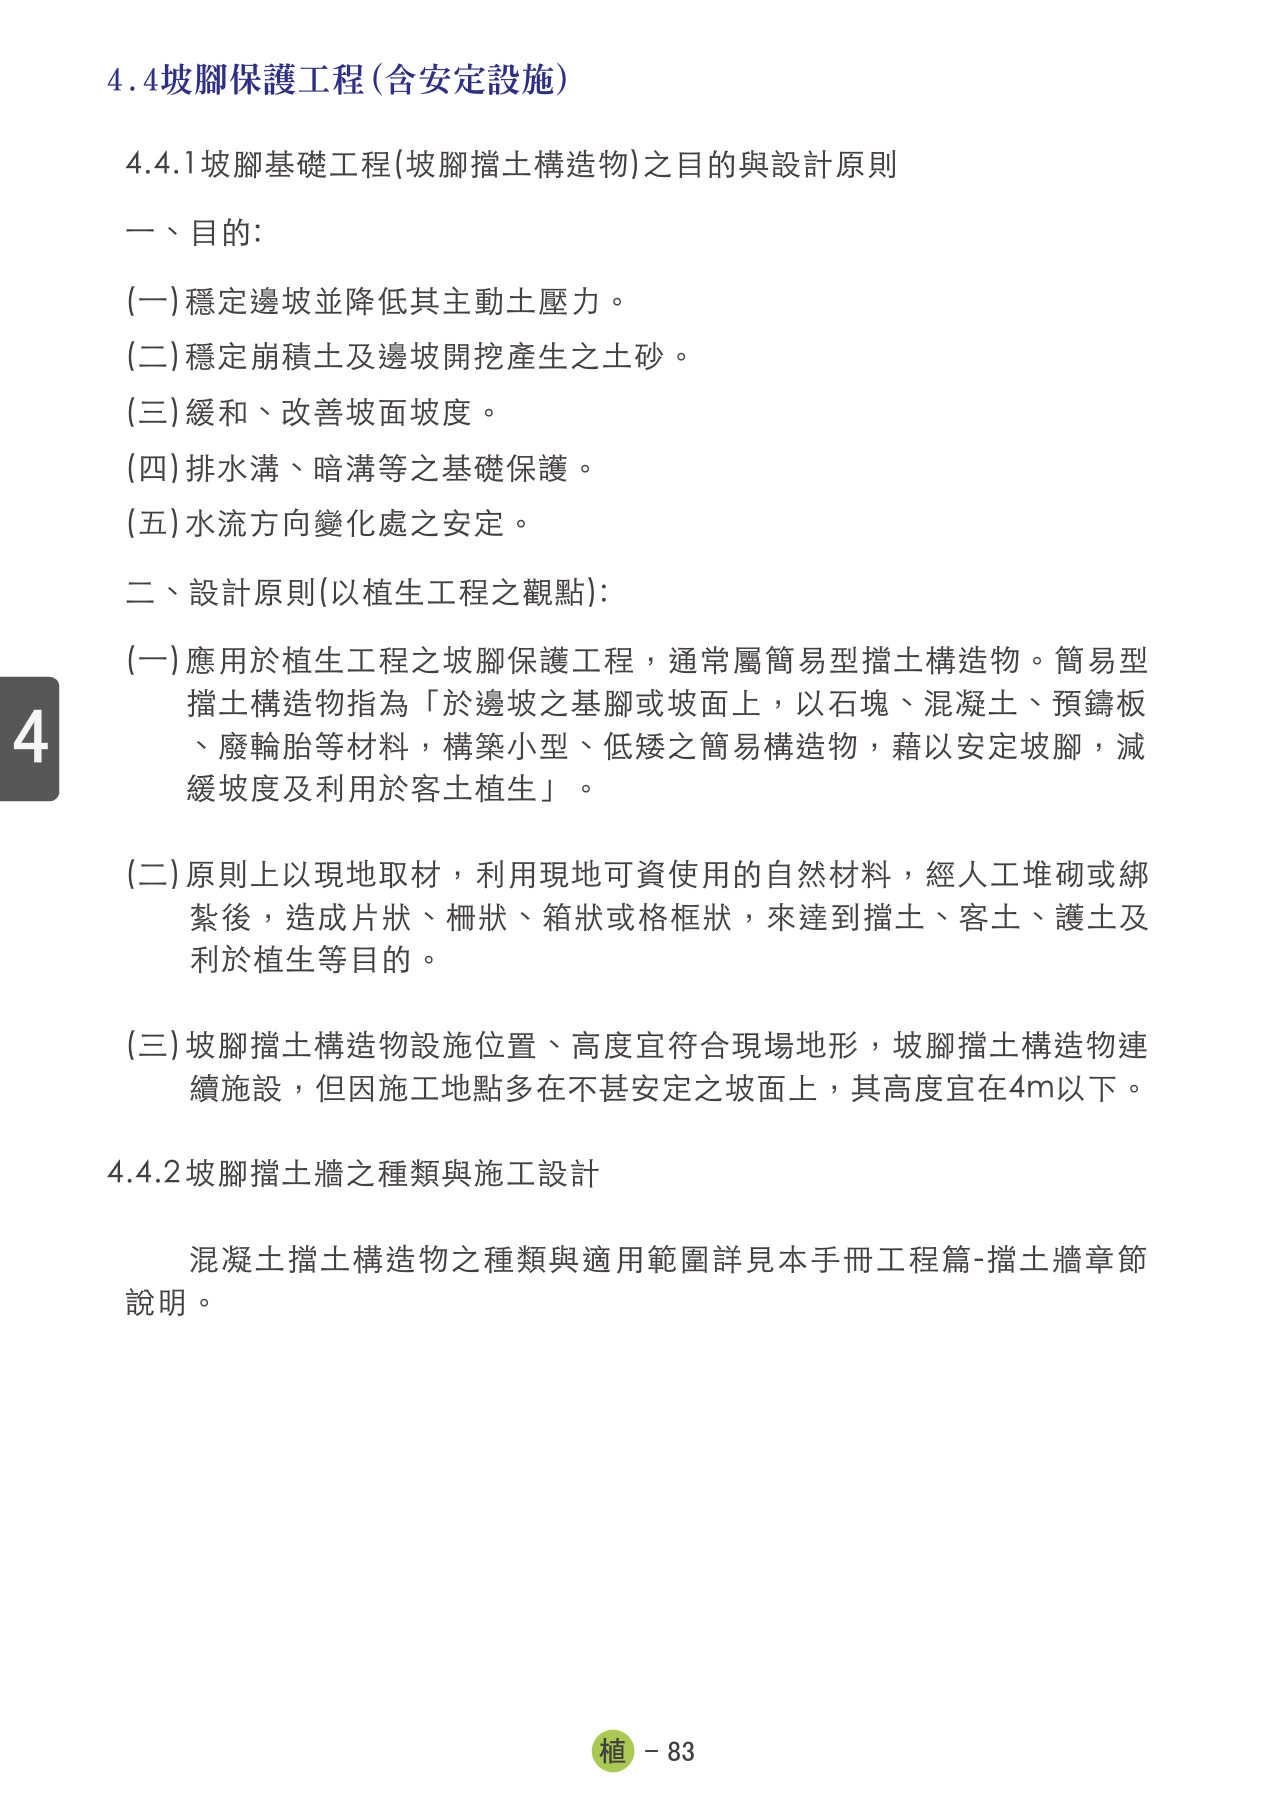 4.4坡腳保護工程(含安定設施)
4.4.1坡腳基礎工程(坡腳擋土構造物)之目的與設計原則
一、目的:
(一)穩定邊坡並降低其主動土壓力。
(二)穩定崩積土及邊坡開挖產生之土砂。
(三)緩和、改善坡面坡度。
(四)排水溝、暗溝等之基礎保護。
(五)水流方向變化處之安定。
二、設計原則(以植生工程之觀點):
(一)應用於植生工程之坡腳保護工程，通常屬簡易型擋土構造物。簡易型
擋土構造物指為「於邊坡之基腳或坡面上，以石塊、混凝土、預鑄板
、廢輪胎等材料，構築小型、低矮之簡易構造物，藉以安定坡腳，減
緩坡度及利用於客土植生」。
(二)原則上以現地取材，利用現地可資使用的自然材料，經人工堆砌或綁
紮後，造成片狀、柵狀、箱狀或格框狀，來達到擋土、客土、護土及
利於植生等目的。
(三)坡腳擋土構造物設施位置、高度宜符合現場地形，坡腳擋土構造物連
續施設，但因施工地點多在不甚安定之坡面上，其高度宜在4m以下。
4
4.4.2坡腳擋土牆之種類與施工設計
混凝土擋土構造物之種類與適用範圍詳見本手冊工程篇-擋土牆章節
說明。
植 – 83